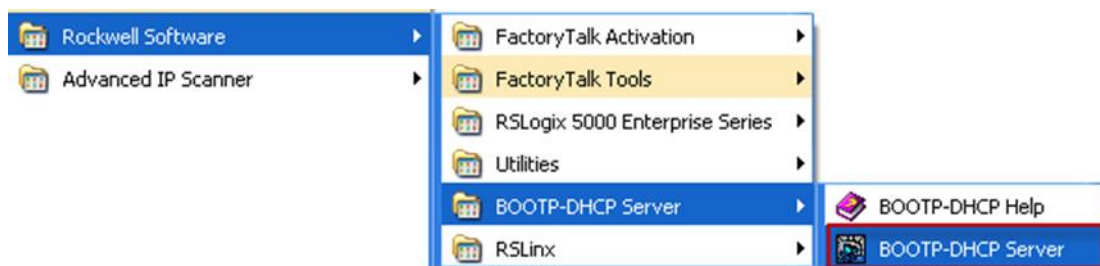 Rockwell Software
Advanced IP Scanner
FactoryTalk Activation
FactoryTalk Tools
RSLogix 5000 Enterprise Series
Utilities
BOOTP-DHCP Server
RSLinx
BOOTP-DHCP Help
BOOTP-DHCP Server